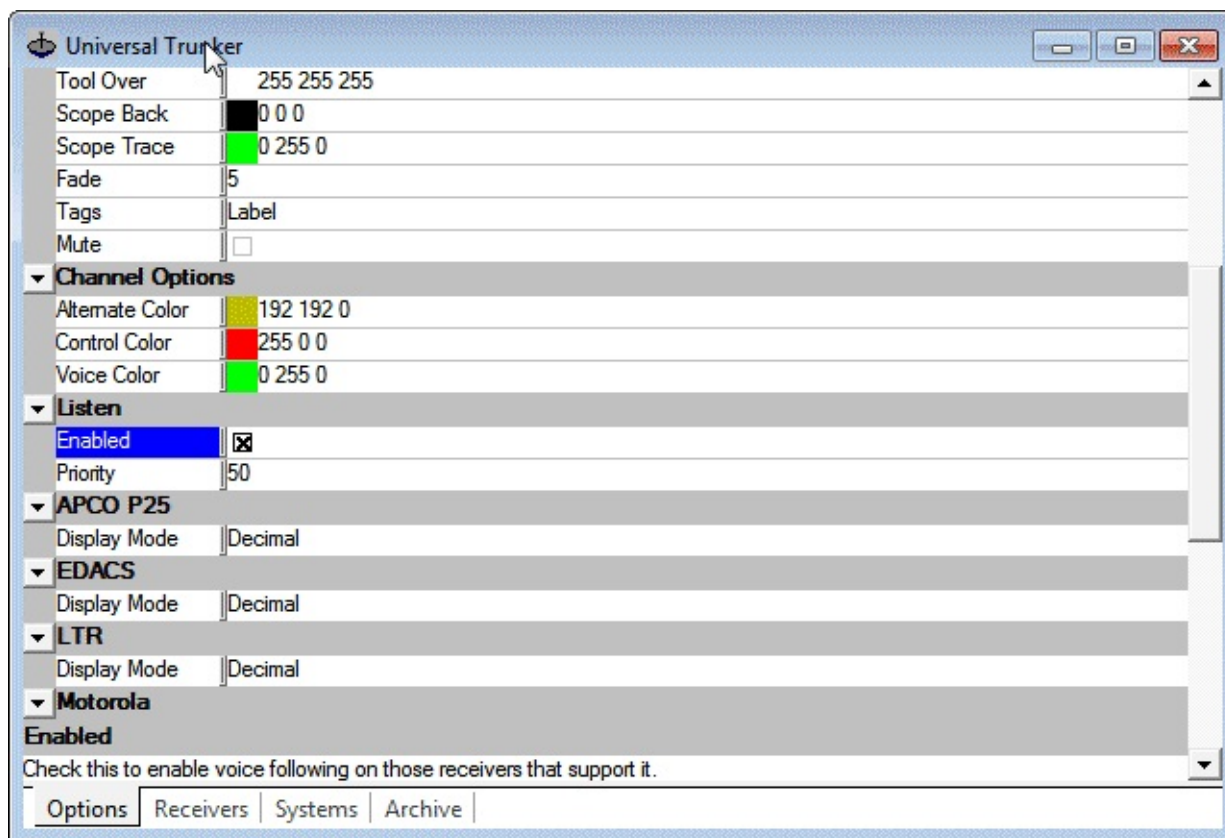 Universal Trunker
Tool Over 255 255 255
Scope Back 0 0 0
Scope Trace 0 255 0
Fade 5
Tags Label
Mute
Channel Options
Alternate Color 192 192 0
Control Color 255 0 0
Voice Color 0 255 0
Listen
Enabled
Priority 50
APCO P25
Display Mode Decimal
EDACS
Display Mode Decimal
LTR
Display Mode Decimal
Motorola
Enabled
Check this to enable voice following on those receivers that support it.
Options Receivers Systems Archive